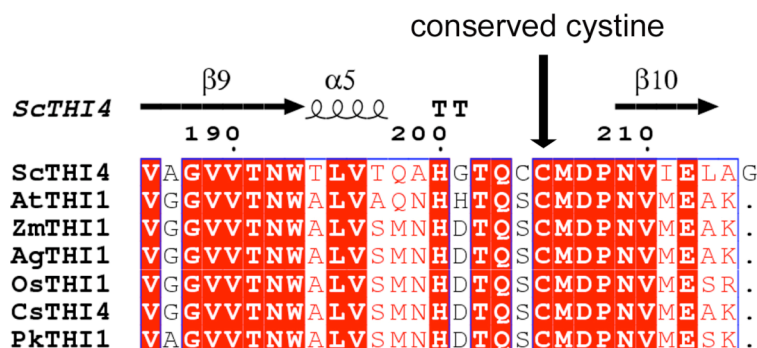 conserved cystine
β9 α5 β10
ScTHI4 TT
190 200 210
ScTHI4 VAGVVTNWTLVTQAHGTQCCMDPNVIELAG
AtTHI1 VGGVVTNWALVAQNHHTQSCMDPNVMEAK.
ZmTHI1 VGGVVTNWALVSMNHDTQSCMDPNVMEAK.
AgTHI1 VGGVVTNWALVSMNHDTQSCMDPNVMEAK.
OsTHI1 VGGVVTNWALVSMNHDTQSCMDPNVMESR.
CsTHI4 VGGVVTNWALVSMNHDTQSCMDPNVMEAK.
PkTHI1 VAGVVTNWALVSMNHDTQSCMDPNVMESK.